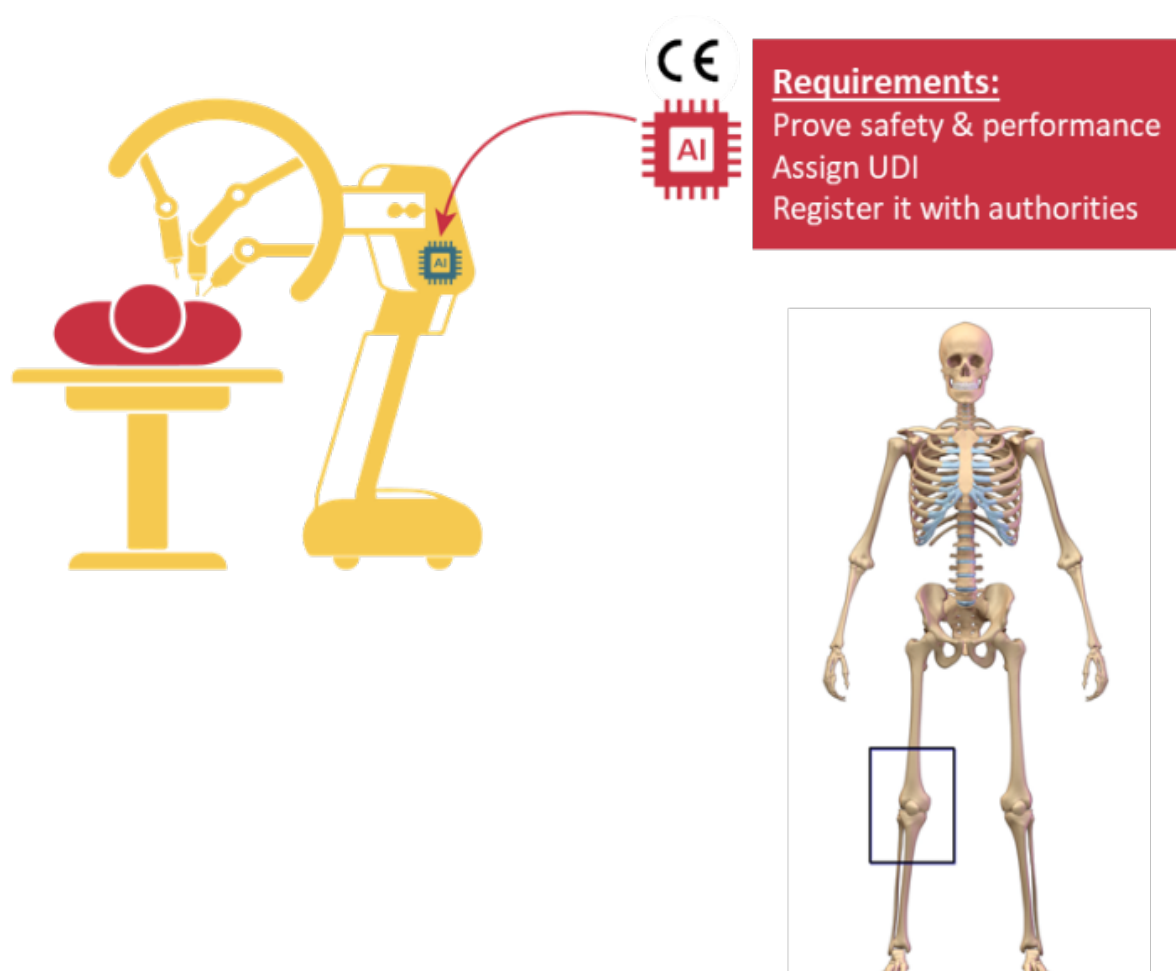 CE
AI
Requirements:
Prove safety & performance
Assign UDI
Register it with authorities
AI